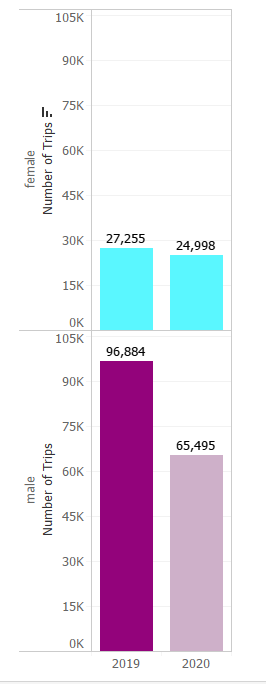 female
Number of Trips
105K
90K
75K
60K
45K
30K
15K
0K
27,255
24,998
male
Number of Trips
105K
90K
75K
60K
45K
30K
15K
0K
96,884
65,495
2019 2020